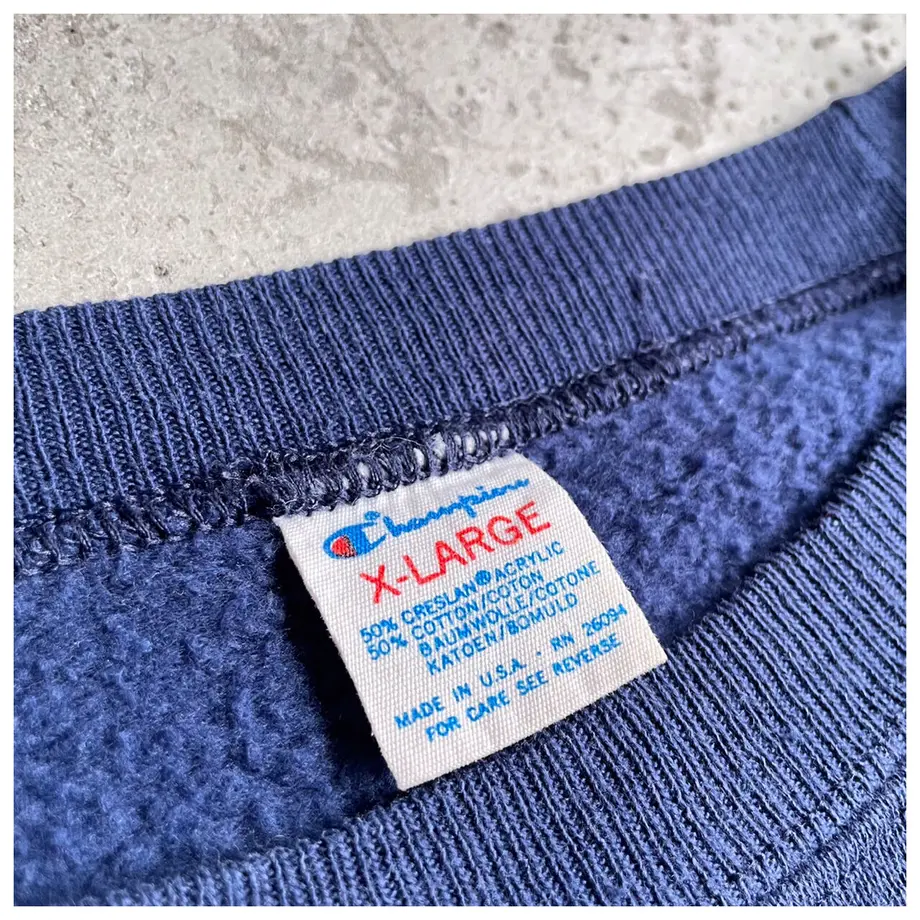 Champion
X-LARGE
50% CRESLAN® ACRYLIC
50% COTTON/COTON
BAUMWOLLE/COTONE
KATOEN/BOMULD
MADE IN U.S.A. - RN 26094
FOR CARE SEE REVERSE